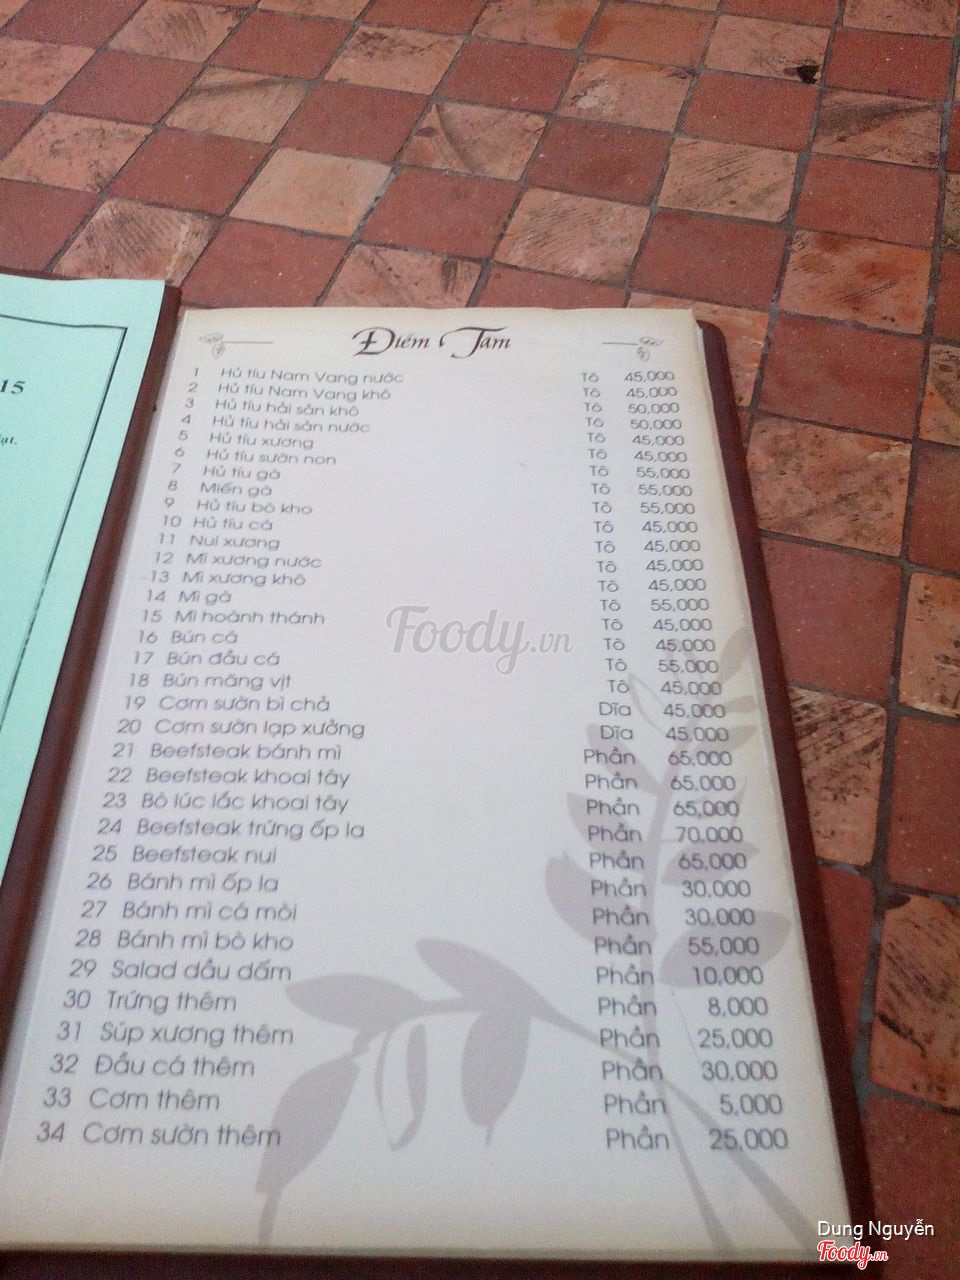 15
Điểm Tâm
1 Hủ tíu Nam Vang nước Tô 45,000
2 Hủ tíu Nam Vang khô Tô 45,000
3 Hủ tíu hải sản khô Tô 50,000
4 Hủ tíu hải sản nước Tô 50,000
5 Hủ tíu xương Tô 45,000
6 Hủ tíu sườn non Tô 45,000
7 Hủ tíu gà Tô 55,000
8 Miến gà Tô 55,000
9 Hủ tíu bò kho Tô 55,000
10 Hủ tíu cá Tô 45,000
11 Nui xương Tô 45,000
12 Mì xương nước Tô 45,000
13 Mì xương khô Tô 45,000
14 Mì gà Tô 55,000
15 Mì hoành thánh Tô 45,000
16 Bún cá Tô 45,000
17 Bún đầu cá Tô 55,000
18 Bún măng vịt Tô 45,000
19 Cơm sườn bì chả Dĩa 45,000
20 Cơm sườn lạp xưởng Dĩa 45,000
21 Beefsteak bánh mì Phần 65,000
22 Beefsteak khoai tây Phần 65,000
23 Bò lúc lắc khoai tây Phần 65,000
24 Beefsteak trứng ốp la Phần 70,000
25 Beefsteak nui Phần 65,000
26 Bánh mì ốp la Phần 30,000
27 Bánh mì cá mòi Phần 30,000
28 Bánh mì bò kho Phần 55,000
29 Salad dầu dấm Phần 10,000
30 Trứng thêm Phần 8,000
31 Súp xương thêm Phần 25,000
32 Đầu cá thêm Phần 30,000
33 Cơm thêm Phần 5,000
34 Cơm sườn thêm Phần 25,000
Foody.vn
Dung Nguyễn
Foody.vn